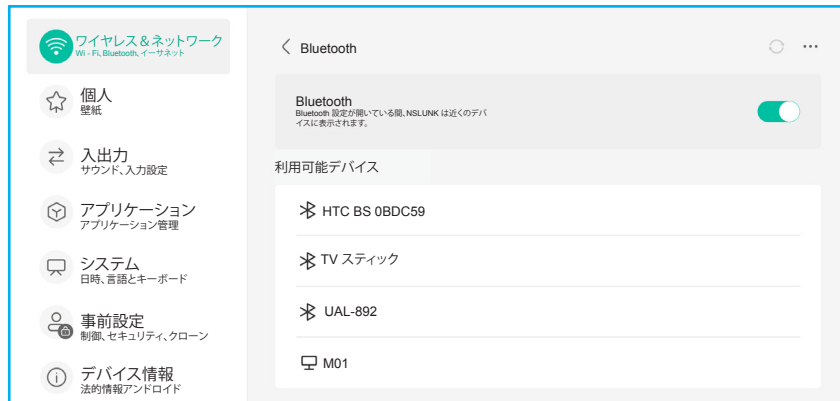 ワイヤレス＆ネットワーク
Wi - Fi, Bluetooth, イーサネット
個人
壁紙
入出力
サウンド、入力設定
アプリケーション
アプリケーション管理
システム
日時、言語とキーボード
事前設定
制御、セキュリティ、クローン
デバイス情報
法的情報アンドロイド
Bluetooth
Bluetooth
Bluetooth 設定が開いている間、NSLUNK は近くのデバ
イスに表示されます。
利用可能デバイス
HTC BS 0BDC59
TV スティック
UAL-892
M01